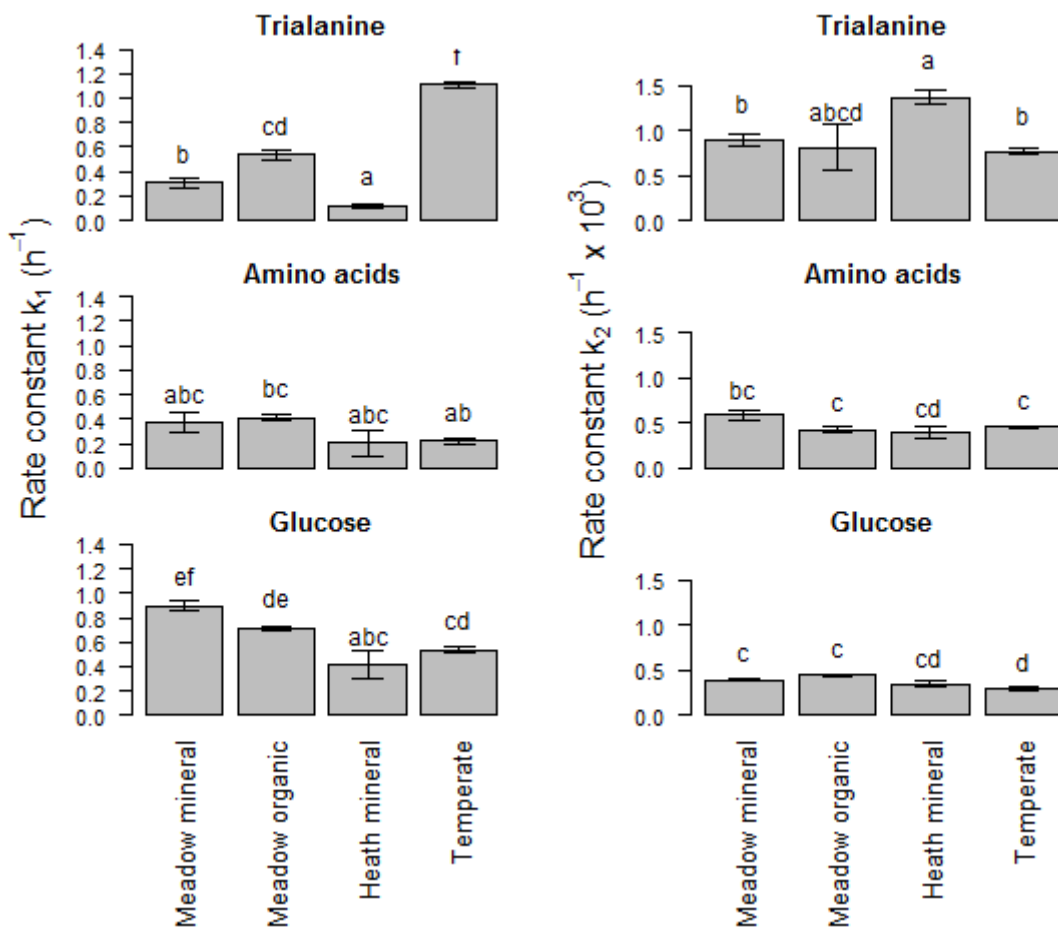 Trialanine
1.4
1.2
1.0
0.8
0.6
0.4
0.2
0.0
b
cd
a
f
Amino acids
1.4
1.2
1.0
0.8
0.6
0.4
0.2
0.0
abc
bc
abc
ab
Glucose
1.4
1.2
1.0
0.8
0.6
0.4
0.2
0.0
ef
de
abc
cd
Rate constant k₁ (h⁻¹)
Meadow mineral
Meadow organic
Heath mineral
Temperate
Trialanine
1.5
1.0
0.5
0.0
b
abcd
a
b
Amino acids
1.5
1.0
0.5
0.0
bc
c
cd
c
Glucose
1.5
1.0
0.5
0.0
c
c
cd
d
Rate constant k₂ (h⁻¹ x 10³)
Meadow mineral
Meadow organic
Heath mineral
Temperate